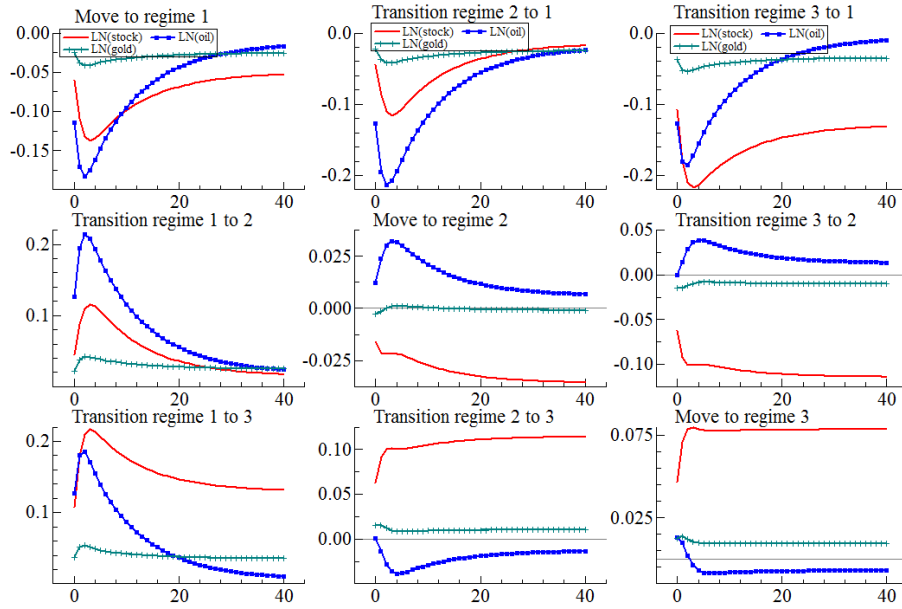 Move to regime 1
LN(stock) LN(oil)
LN(gold)
0.00
-0.05
-0.10
-0.15
0 20 40
Transition regime 2 to 1
LN(stock) LN(oil)
LN(gold)
0.0
-0.1
-0.2
0 20 40
Transition regime 3 to 1
LN(stock) LN(oil)
LN(gold)
0.0
-0.1
-0.2
0 20 40
Transition regime 1 to 2
0.2
0.1
0 20 40
Move to regime 2
0.025
0.000
-0.025
0 20 40
Transition regime 3 to 2
0.05
0.00
-0.05
-0.10
0 20 40
Transition regime 1 to 3
0.2
0.1
0 20 40
Transition regime 2 to 3
0.10
0.05
0.00
0 20 40
Move to regime 3
0.075
0.025
0 20 40